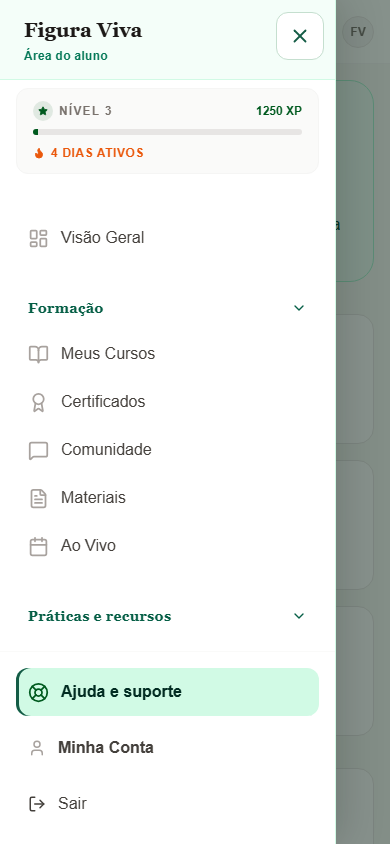 Figura Viva
Área do aluno
FV
NÍVEL 3
1250 XP
4 DIAS ATIVOS
Visão Geral
Formação
Meus Cursos
Certificados
Comunidade
Materiais
Ao Vivo
Práticas e recursos
Ajuda e suporte
Minha Conta
Sair